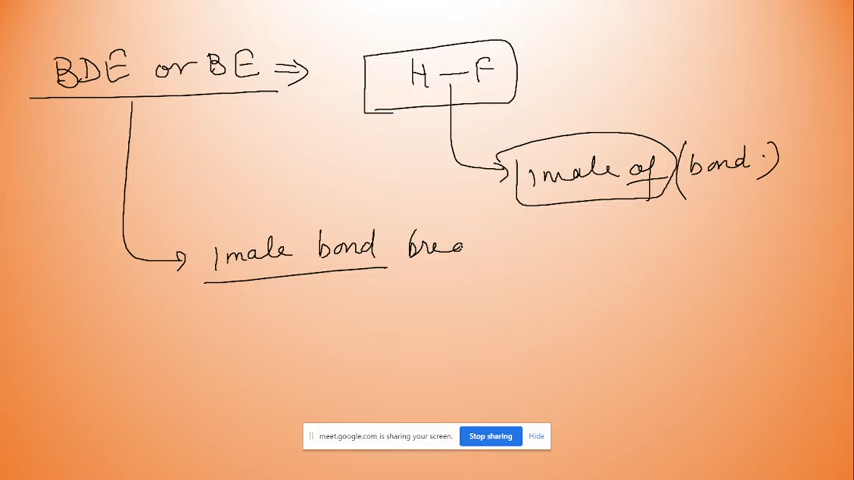 BDE or BE ⇒ H—F
1 mole of (bond.)
1 mole bond brea
meet.google.com is sharing your screen. Stop sharing Hide